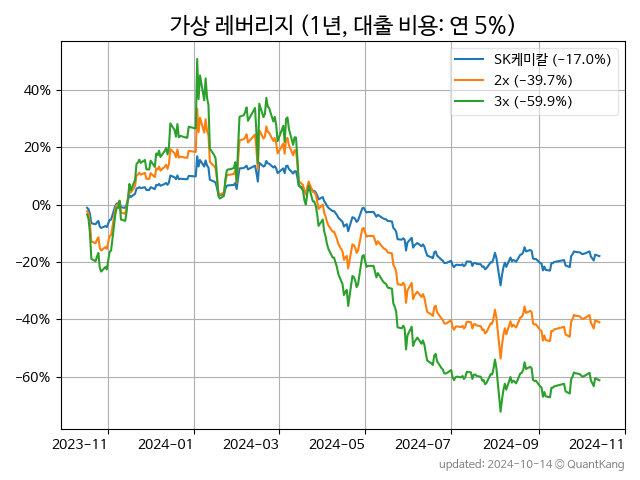 가상 레버리지 (1년, 대출 비용: 연 5%)
SK케미칼 (-17.0%)
2x (-39.7%)
3x (-59.9%)
40%
20%
0%
−20%
−40%
−60%
2023-11
2024-01
2024-03
2024-05
2024-07
2024-09
2024-11
updated: 2024-10-14 © QuantKang